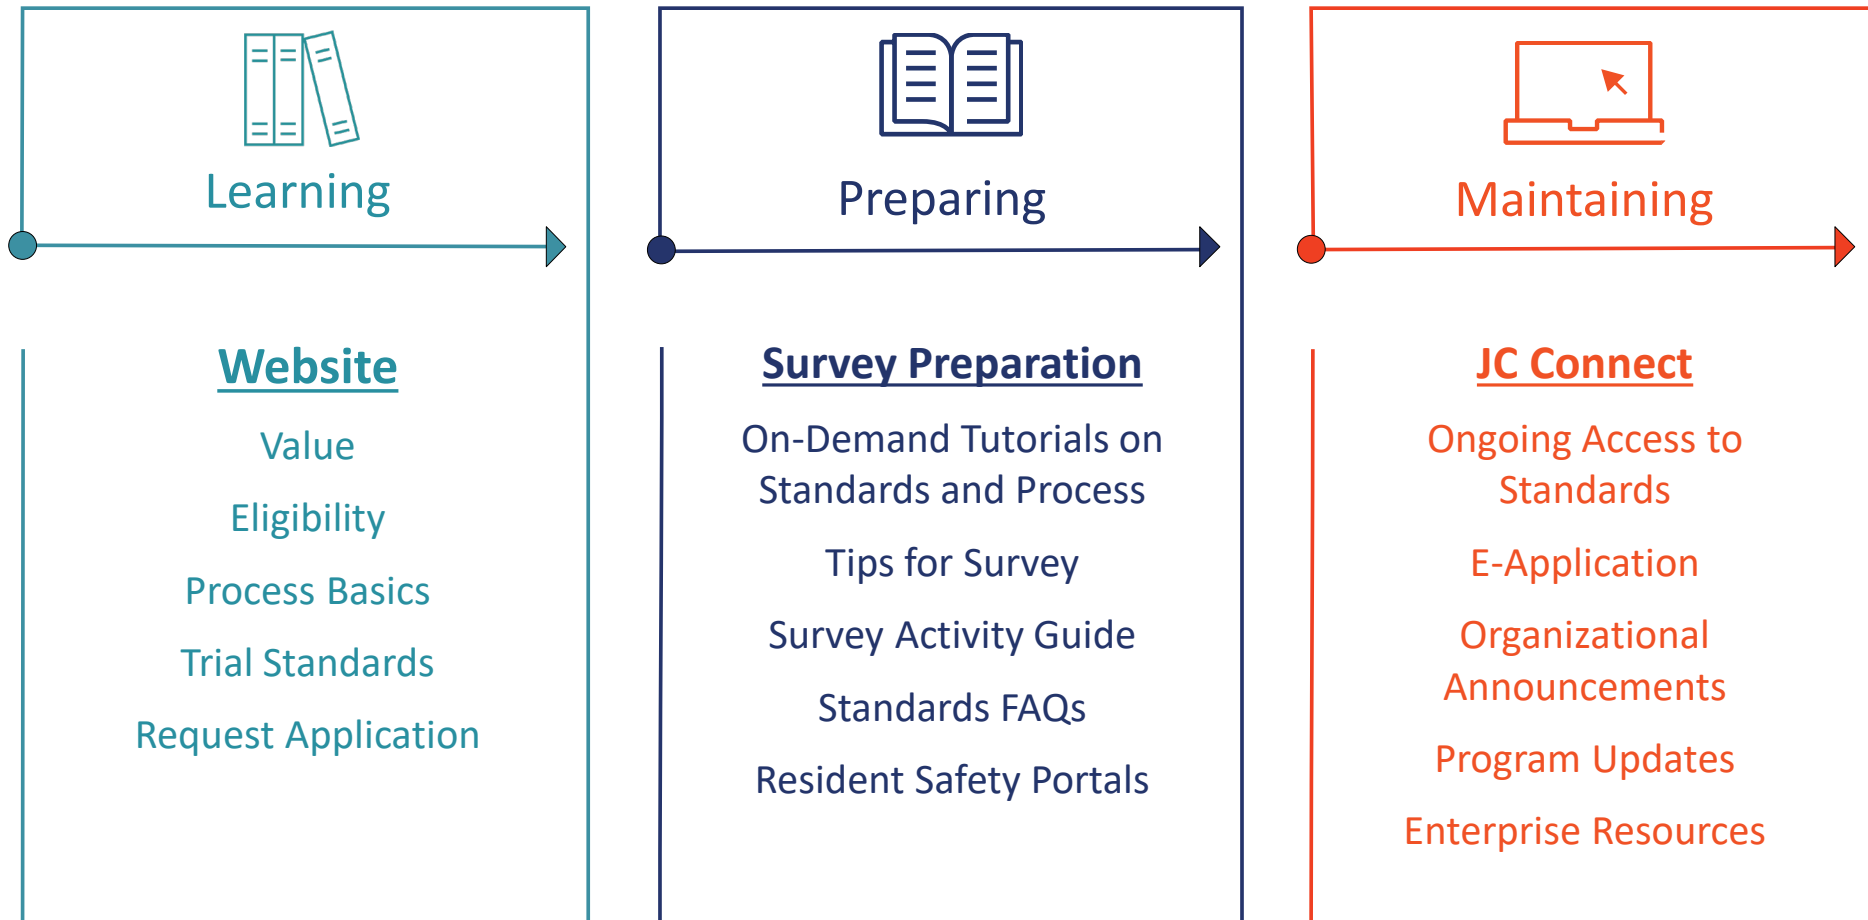 Learning
Website
Value
Eligibility
Process Basics
Trial Standards
Request Application
Preparing
Survey Preparation
On-Demand Tutorials on
Standards and Process
Tips for Survey
Survey Activity Guide
Standards FAQs
Resident Safety Portals
Maintaining
JC Connect
Ongoing Access to
Standards
E-Application
Organizational
Announcements
Program Updates
Enterprise Resources